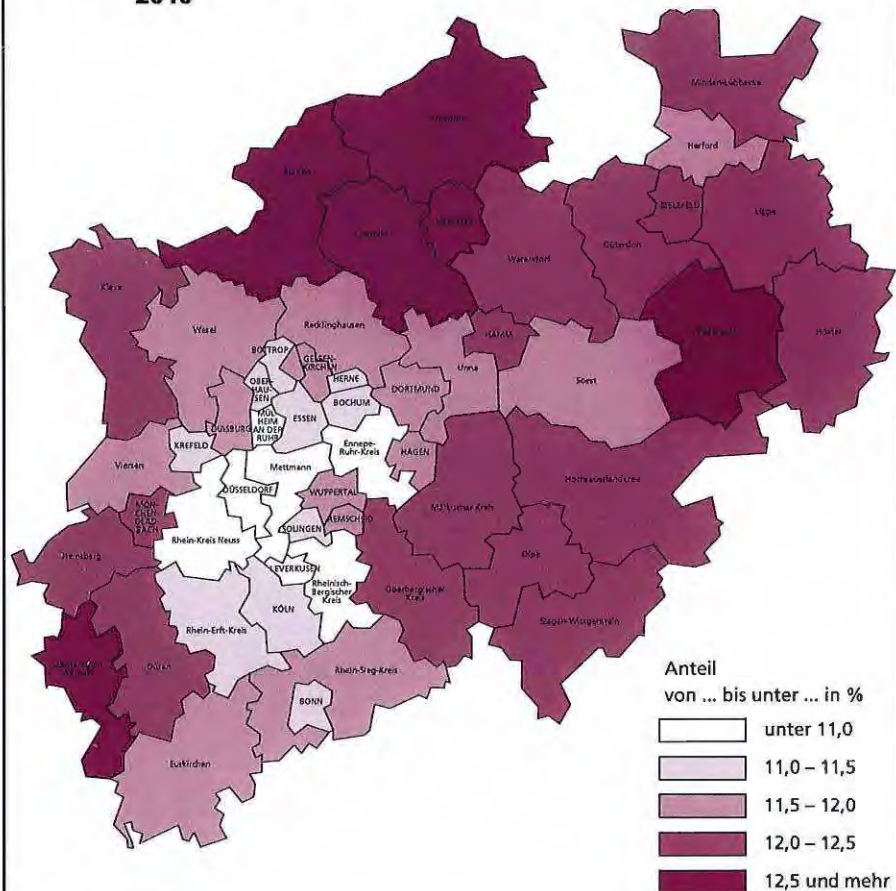 2010
Minden-Lübbecke
Herford
BIELEFELD
Lippe
Borken
Warendorf
Gütersloh
Kleve
Höxter
Wesel
Recklinghausen
HAMM
BOTTROP
GELSEN-
KIRCHEN
Unna
Soest
OBER-
HAU-
SEN
HERNE
DORTMUND
BOCHUM
MÜL-
HEIM
AN DER
RUHR
ESSEN
DUISBURG
KREFELD
Ennepe-
Ruhr-Kreis
HAGEN
Viersen
Mettmann
Hochsauerlandkreis
DÜSSELDORF
WUPPERTAL
Märkischer Kreis
MÖN-
CHEN-
GLAD-
BACH
SOLINGEN
REMSCHEID
Rhein-Kreis Neuss
Heinsberg
Olpe
LEVERKUSEN
Rheinisch-
Bergischer
Kreis
Oberbergischer
Kreis
KÖLN
Rhein-Erft-Kreis
Siegen-Wittgenstein
Düren
Rhein-Sieg-Kreis
BONN
Euskirchen
Anteil
von ... bis unter ... in %
unter 11,0
11,0 – 11,5
11,5 – 12,0
12,0 – 12,5
12,5 und mehr